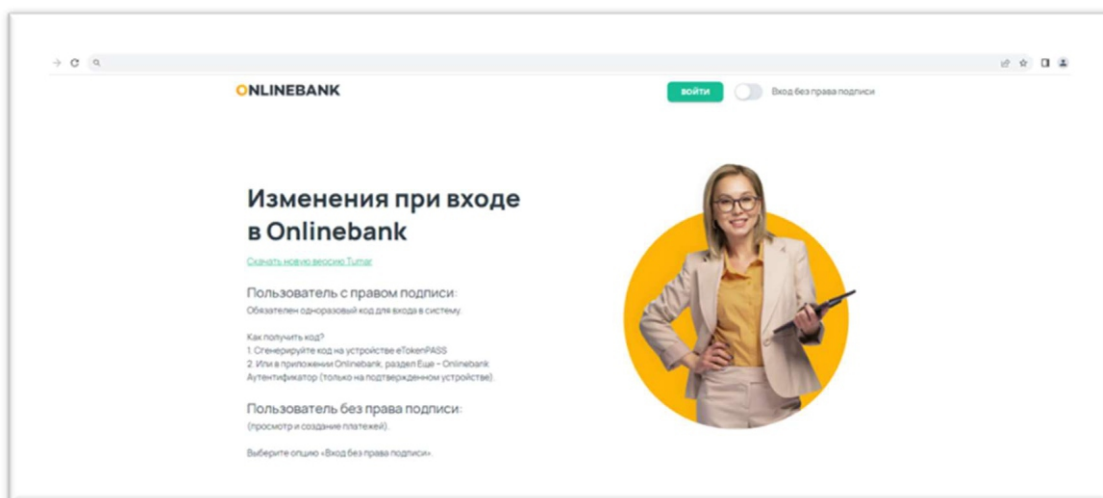 ONLINEBANK
ВОЙТИ
Вход без права подписи
Изменения при входе
в Onlinebank
Скачать новую версию Tumar
Пользователь с правом подписи:
Обязателен одноразовый код для входа в систему.
Как получить код?
1. Сгенерируйте код на устройстве eTokenPASS
2. Или в приложении Onlinebank, раздел Еще – Onlinebank
Аутентификатор (только на подтвержденном устройстве).
Пользователь без права подписи:
(просмотр и создание платежей).
Выберите опцию «Вход без права подписи».